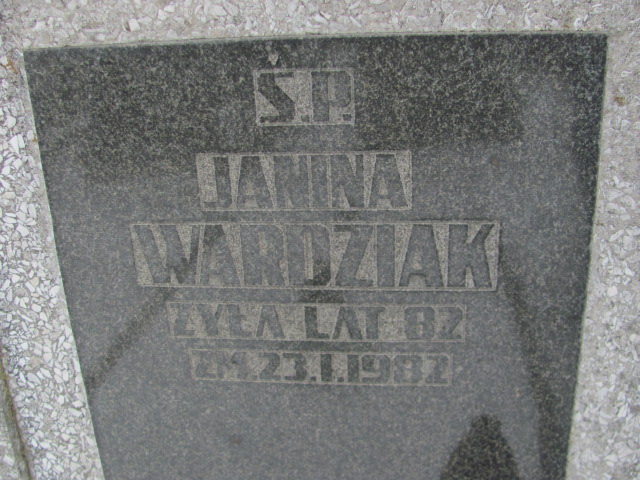 Ś.P.
JANINA
WARDZIAK
ŻYŁA LAT 82
ZM.23.I.1982